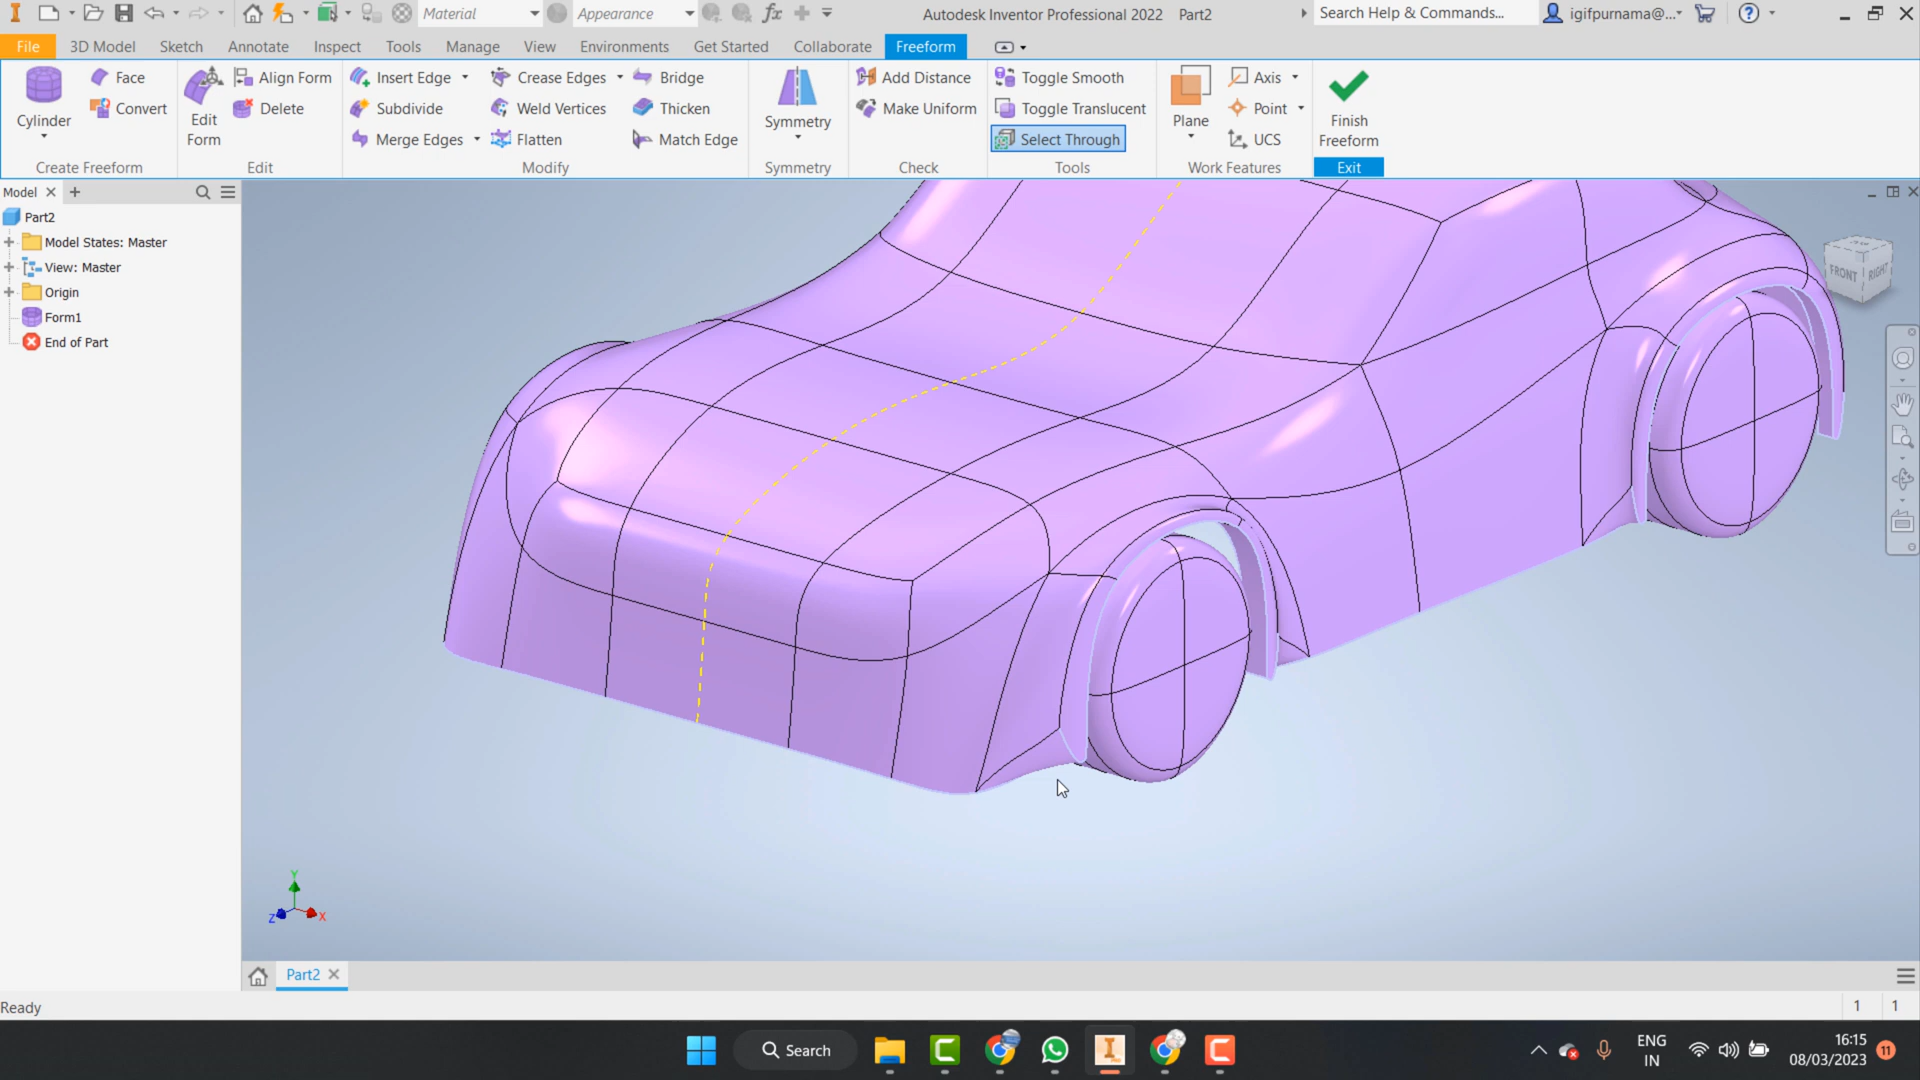 Material
Appearance
fx
Autodesk Inventor Professional 2022 Part2
Search Help & Commands...
igifpurnama@...
File 3D Model Sketch Annotate Inspect Tools Manage View Environments Get Started Collaborate Freeform
Cylinder
Face
Convert
Create Freeform
Edit Form
Align Form
Delete
Edit
Insert Edge
Subdivide
Merge Edges
Crease Edges
Weld Vertices
Flatten
Bridge
Thicken
Match Edge
Modify
Symmetry
Symmetry
Add Distance
Make Uniform
Check
Toggle Smooth
Toggle Translucent
Select Through
Tools
Plane
Axis
Point
UCS
Work Features
Finish Freeform
Exit
Model
Part2
Model States: Master
View: Master
Origin
Form1
End of Part
FRONT RIGHT
Y
Z
X
Part2
Ready
1 1
Search
ENG
IN
16:15
08/03/2023
11